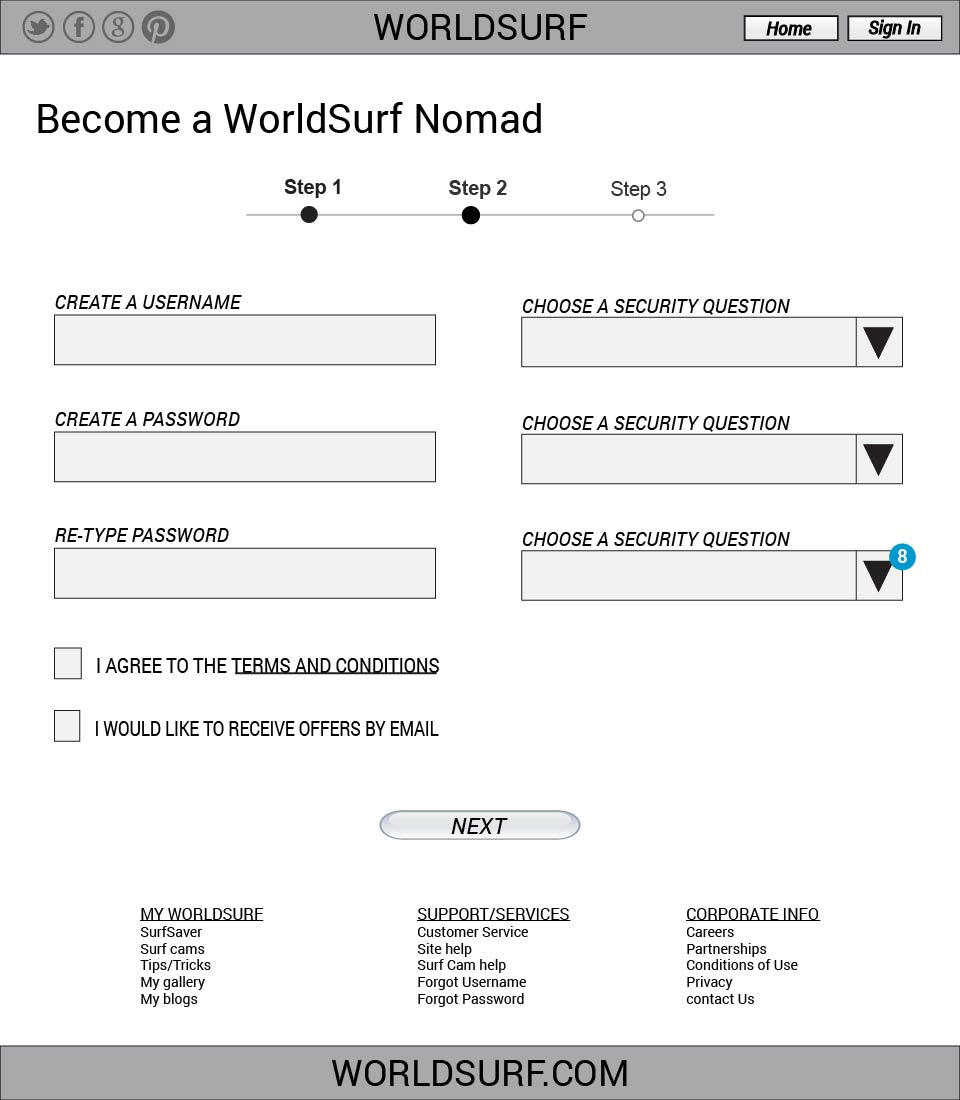 WORLDSURF
Home
Sign In
Become a WorldSurf Nomad
Step 1
Step 2
Step 3
CREATE A USERNAME
CHOOSE A SECURITY QUESTION
CREATE A PASSWORD
CHOOSE A SECURITY QUESTION
RE-TYPE PASSWORD
CHOOSE A SECURITY QUESTION
8
I AGREE TO THE TERMS AND CONDITIONS
I WOULD LIKE TO RECEIVE OFFERS BY EMAIL
NEXT
MY WORLDSURF
SurfSaver
Surf cams
Tips/Tricks
My gallery
My blogs
SUPPORT/SERVICES
Customer Service
Site help
Surf Cam help
Forgot Username
Forgot Password
CORPORATE INFO
Careers
Partnerships
Conditions of Use
Privacy
contact Us
WORLDSURF.COM